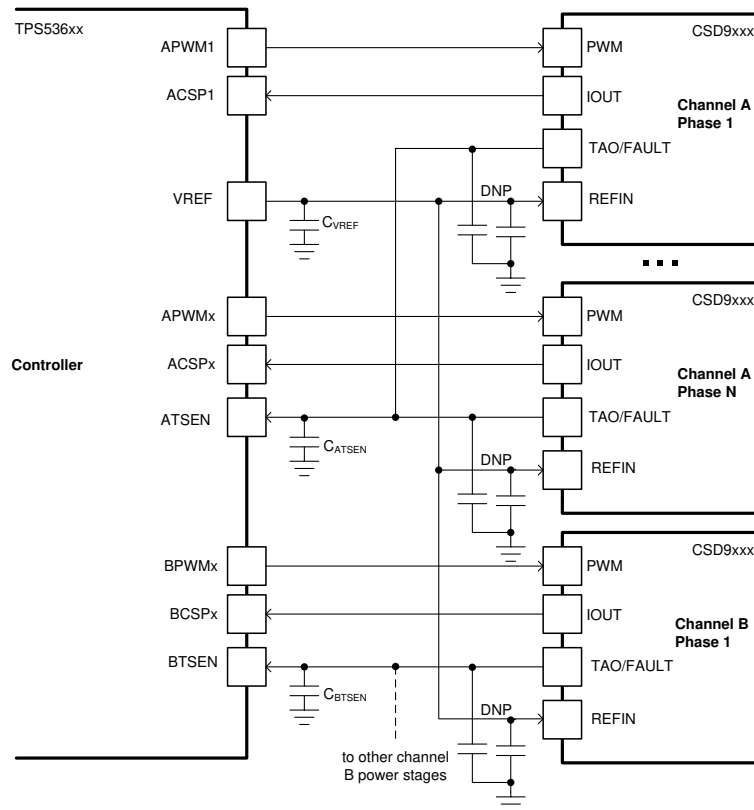 TPS536xx
CSD9xxx
APWM1
PWM
ACSP1
IOUT
Channel A
Phase 1
TAO/FAULT
VREF
DNP
REFIN
CVREF
CSD9xxx
APWMx
PWM
Controller
ACSPx
IOUT
Channel A
Phase N
ATSEN
TAO/FAULT
CATSEN
DNP
REFIN
CSD9xxx
BPWMx
PWM
BCSPx
IOUT
Channel B
Phase 1
BTSEN
TAO/FAULT
CBTSEN
DNP
REFIN
to other channel
B power stages